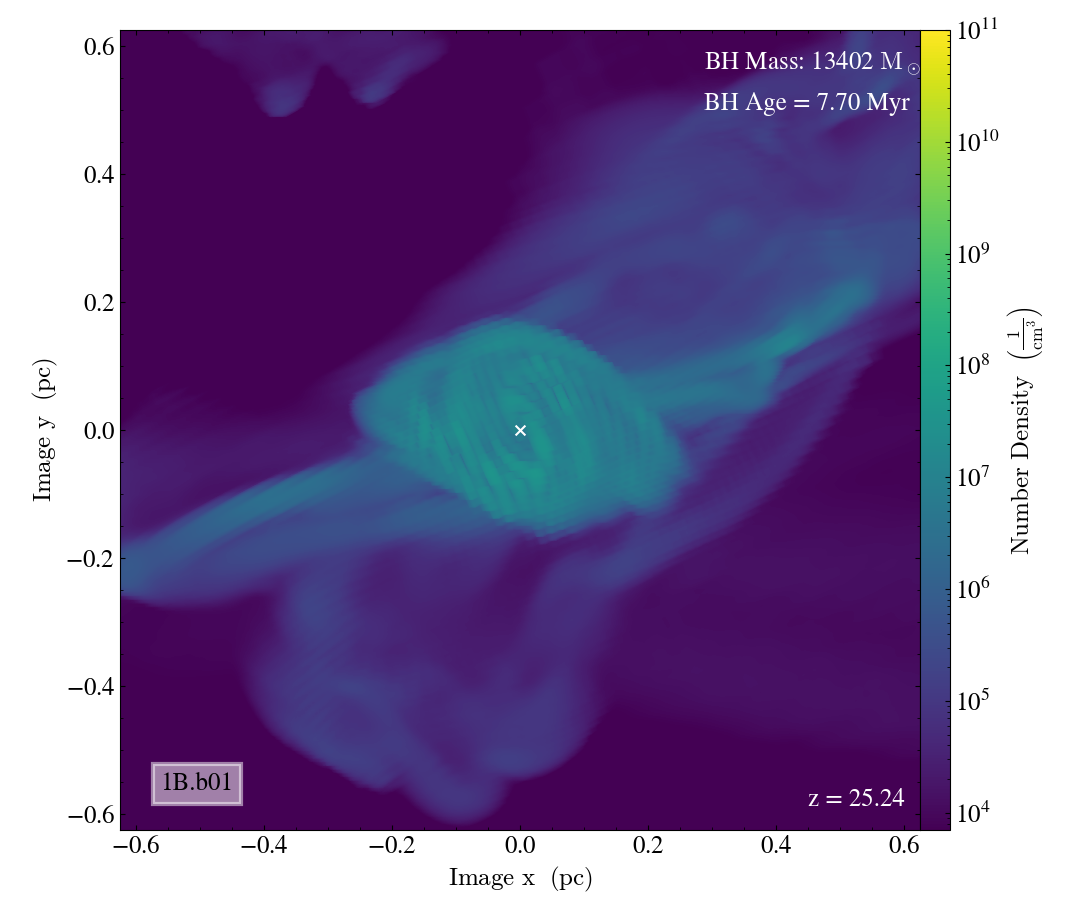 BH Mass: 13402 M☉
BH Age = 7.70 Myr
1B.b01
z = 25.24
0.6
0.4
0.2
0.0
−0.2
−0.4
−0.6
Image y (pc)
−0.6 −0.4 −0.2 0.0 0.2 0.4 0.6
Image x (pc)
10¹¹
10¹⁰
10⁹
10⁸
10⁷
10⁶
10⁵
10⁴
Number Density (1/cm³)